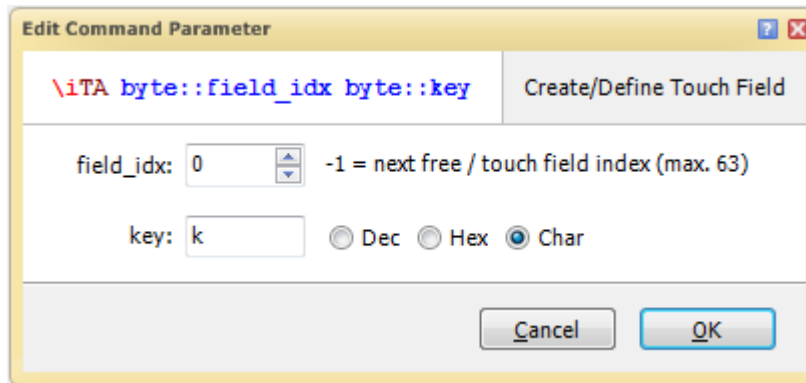 Edit Command Parameter
\iTA byte::field_idx byte::key Create/Define Touch Field
field_idx: 0 -1 = next free / touch field index (max. 63)
key: k Dec Hex Char
Cancel OK